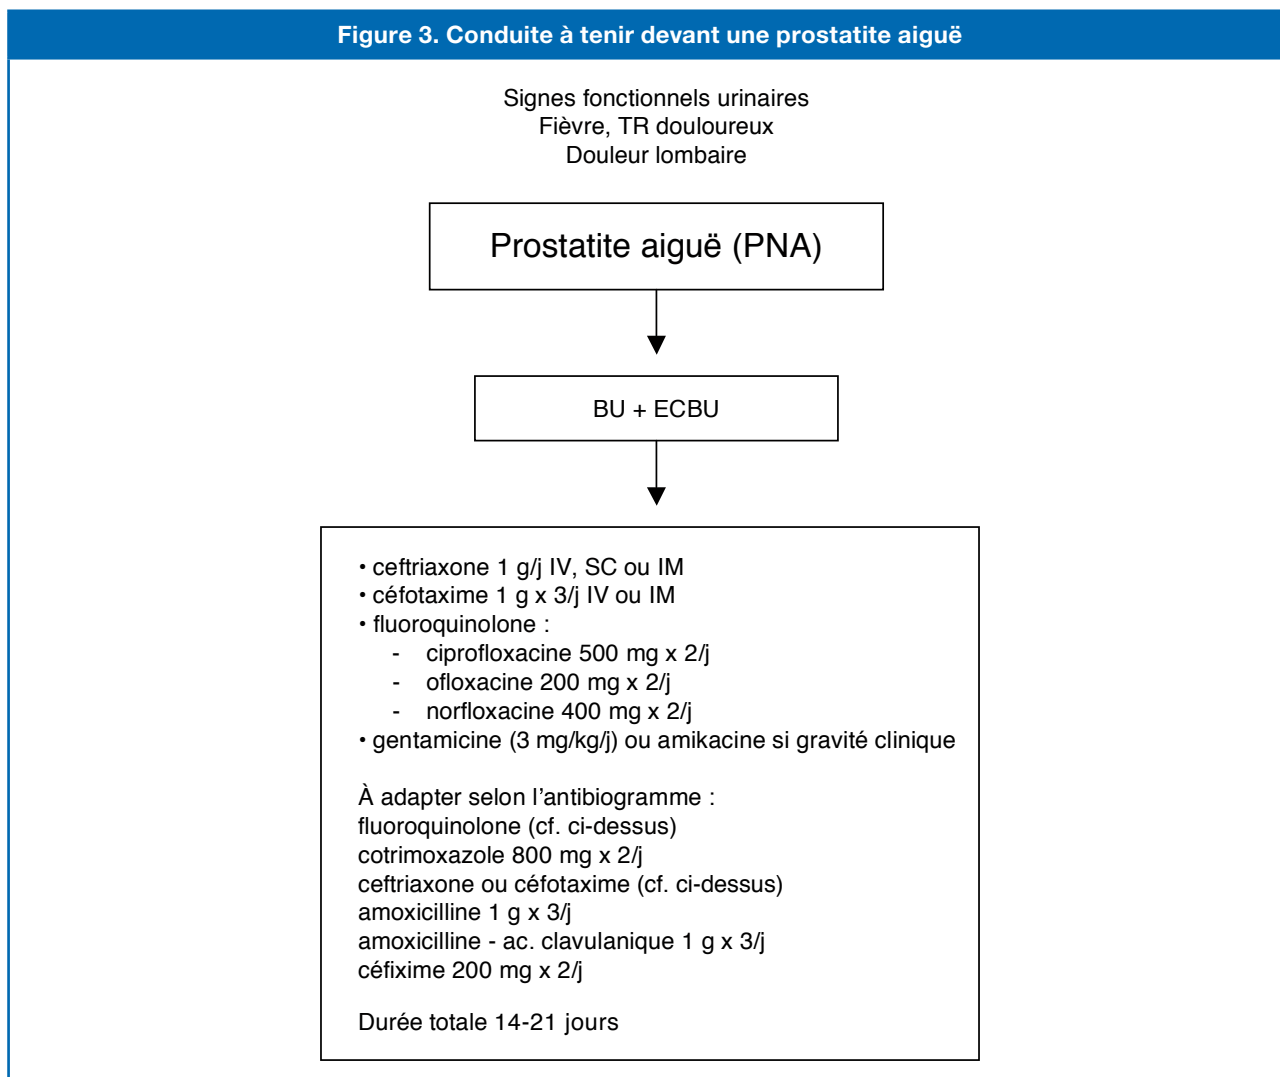 Figure 3. Conduite à tenir devant une prostatite aiguë
Signes fonctionnels urinaires
Fièvre, TR douloureux
Douleur lombaire
Prostatite aiguë (PNA)
BU + ECBU
• ceftriaxone 1 g/j IV, SC ou IM
• céfotaxime 1 g x 3/j IV ou IM
• fluoroquinolone :
- ciprofloxacine 500 mg x 2/j
- ofloxacine 200 mg x 2/j
- norfloxacine 400 mg x 2/j
• gentamicine (3 mg/kg/j) ou amikacine si gravité clinique
À adapter selon l’antibiogramme :
fluoroquinolone (cf. ci-dessus)
cotrimoxazole 800 mg x 2/j
ceftriaxone ou céfotaxime (cf. ci-dessus)
amoxicilline 1 g x 3/j
amoxicilline - ac. clavulanique 1 g x 3/j
céfixime 200 mg x 2/j
Durée totale 14-21 jours